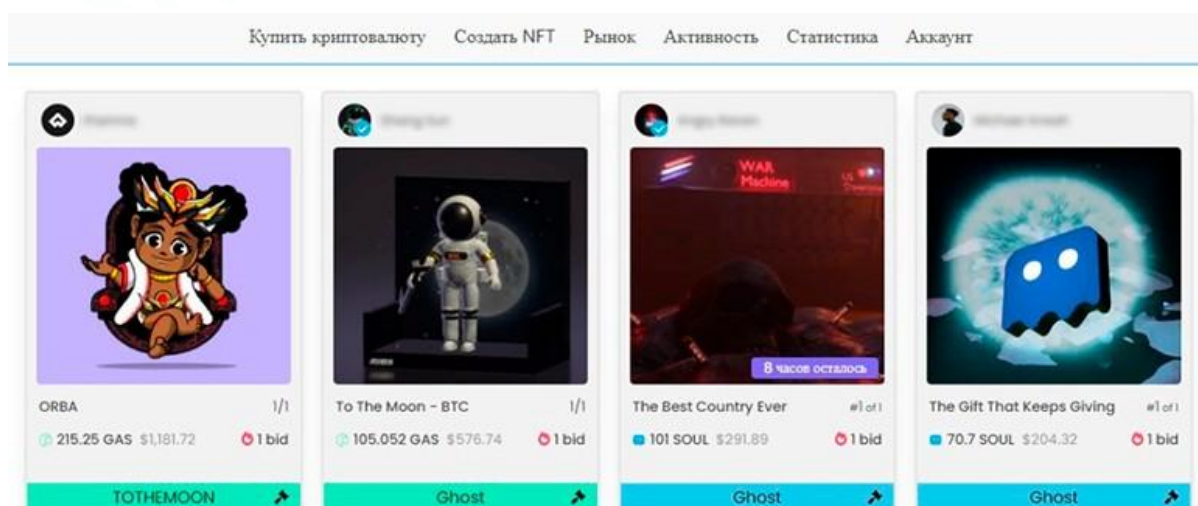 Купить криптовалюту Создать NFT Рынок Активность Статистика Аккаунт
WAR
Machine
8 часов осталось
ORBA 1/1
215.25 GAS $1,181.72 1 bid
TOTHEMOON
To The Moon - BTC 1/1
105.052 GAS $576.74 1 bid
Ghost
The Best Country Ever #1 of 1
101 SOUL $291.89 1 bid
Ghost
The Gift That Keeps Giving #1 of 1
70.7 SOUL $204.32 1 bid
Ghost